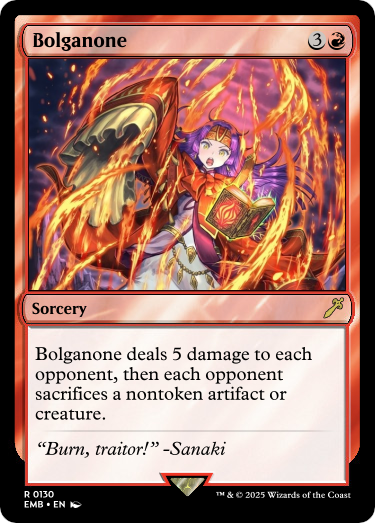 Bolganone 3
Sorcery
Bolganone deals 5 damage to each
opponent, then each opponent
sacrifices a nontoken artifact or
creature.
“Burn, traitor!” -Sanaki
R 0130
EMB • EN
™ & © 2025 Wizards of the Coast